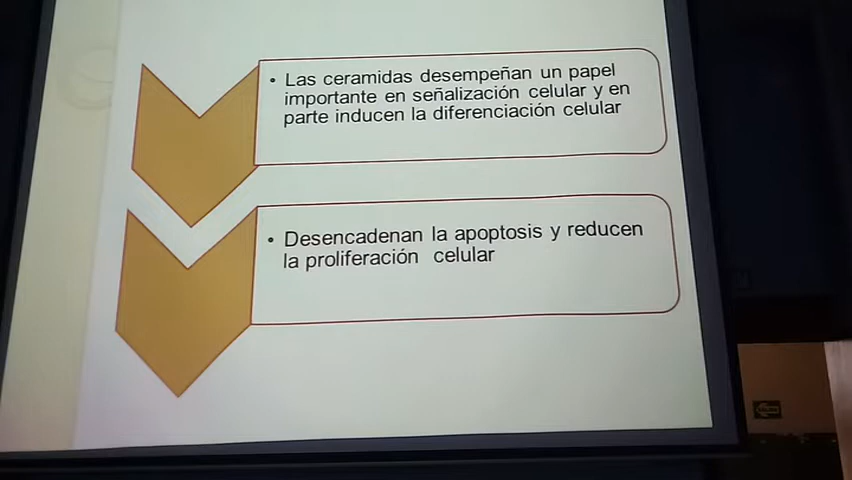 • Las ceramidas desempeñan un papel
importante en señalización celular y en
parte inducen la diferenciación celular
• Desencadenan la apoptosis y reducen
la proliferación celular